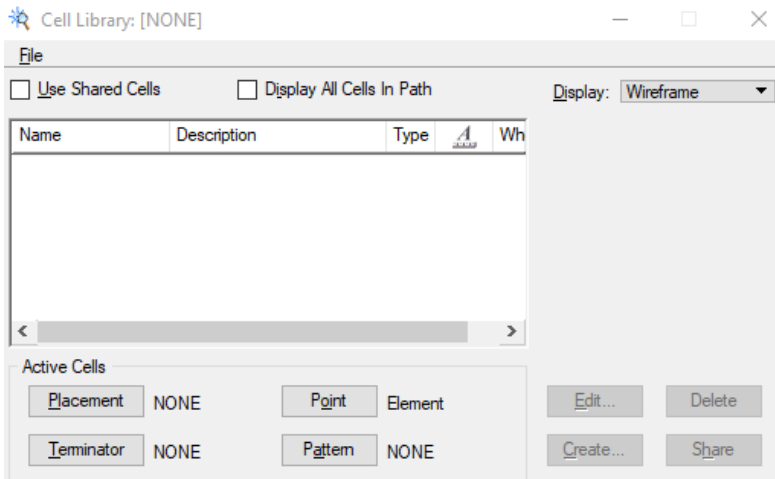 Cell Library: [NONE]
File
Use Shared Cells Display All Cells In Path Display: Wireframe
Name Description Type A Wh
Active Cells
Placement NONE Point Element Edit... Delete
Terminator NONE Pattern NONE Create... Share